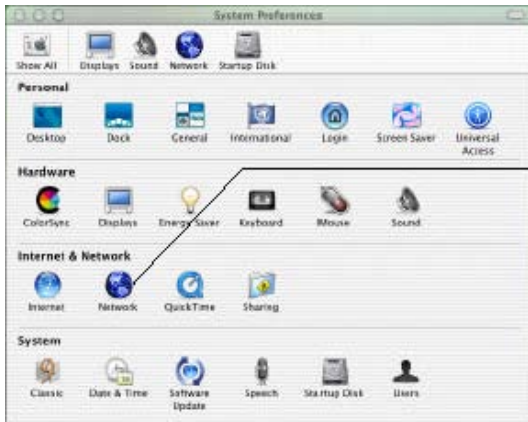 System Preferences
Show All Displays Sound Network Startup Disk
Personal
Desktop Dock General International Login Screen Saver Universal Access
Hardware
ColorSync Displays Energy Saver Keyboard Mouse Sound
Internet & Network
Internet Network QuickTime Sharing
System
Classic Date & Time Software Update Speech Startup Disk Users